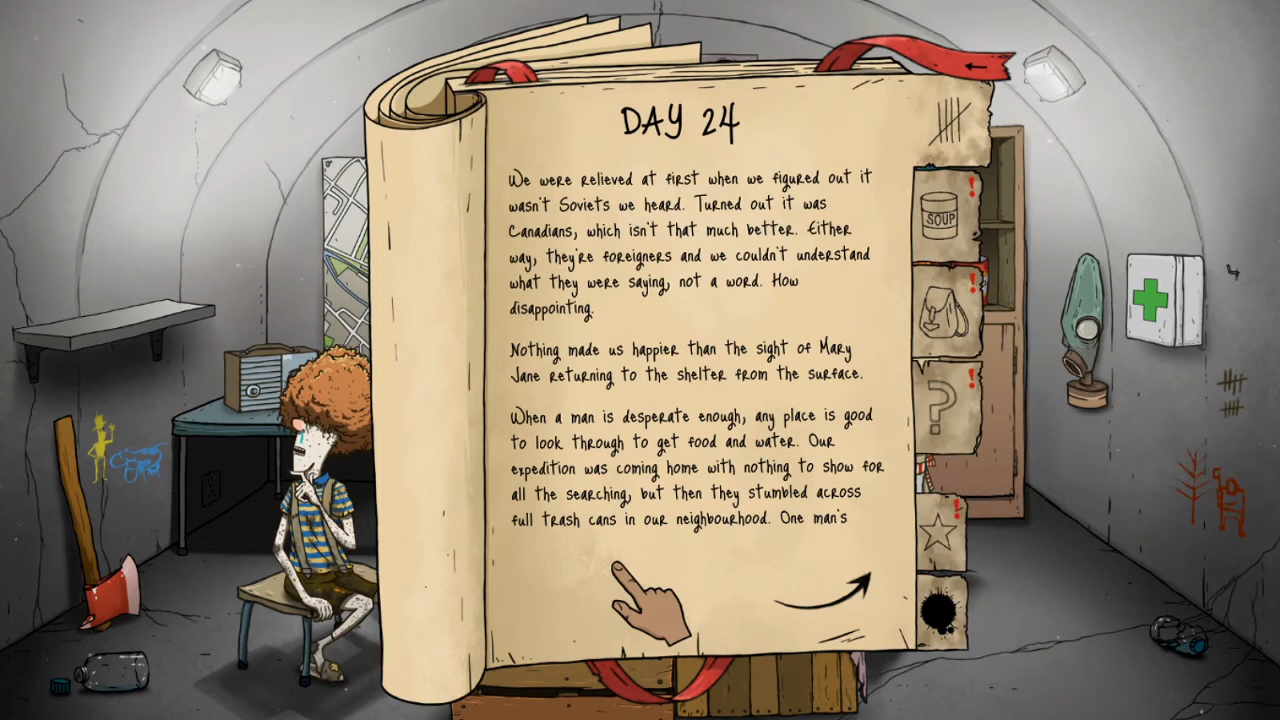 DAY 24
We were relieved at first when we figured out it
wasn't Soviets we heard. Turned out it was
Canadians, which isn't that much better. Either
way, they're foreigners and we couldn't understand
what they were saying, not a word. How
disappointing.
Nothing made us happier than the sight of Mary
Jane returning to the shelter from the surface.
When a man is desperate enough, any place is good
to look through to get food and water. Our
expedition was coming home with nothing to show for
all the searching, but then they stumbled across
full trash cans in our neighbourhood. One man's
!
SOUP
!
!
?
!